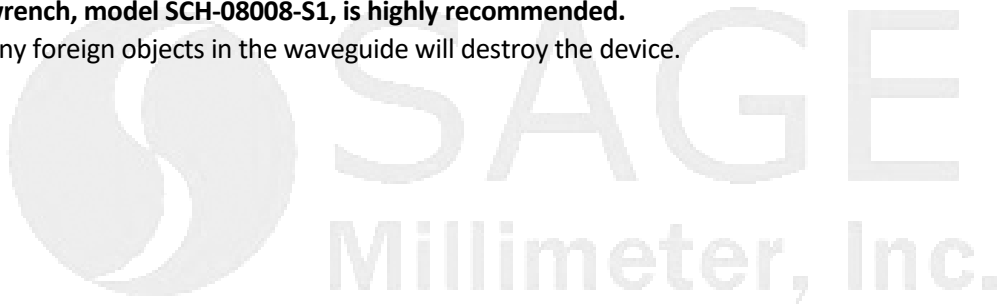 wrench, model SCH-08008-S1, is highly recommended.
ny foreign objects in the waveguide will destroy the device.
SAGE
Millimeter, Inc.